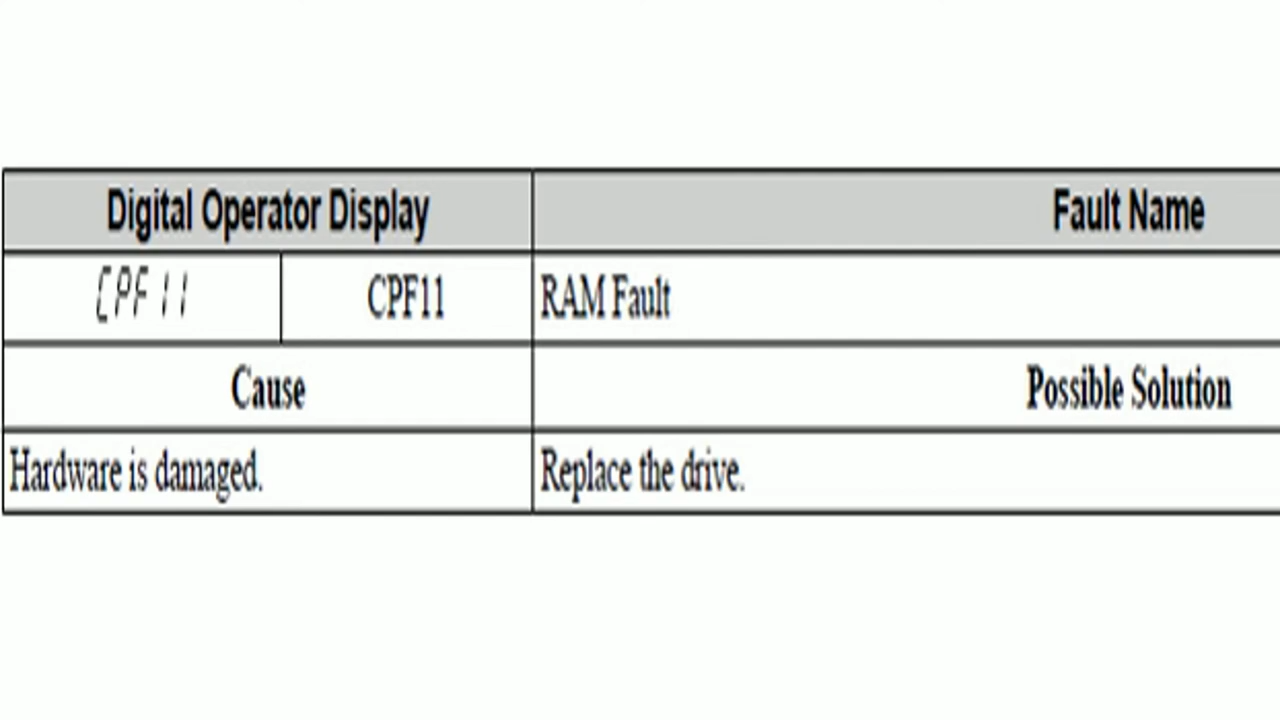 Digital Operator Display Fault Name
CPF11 CPF11 RAM Fault
Cause Possible Solution
Hardware is damaged. Replace the drive.